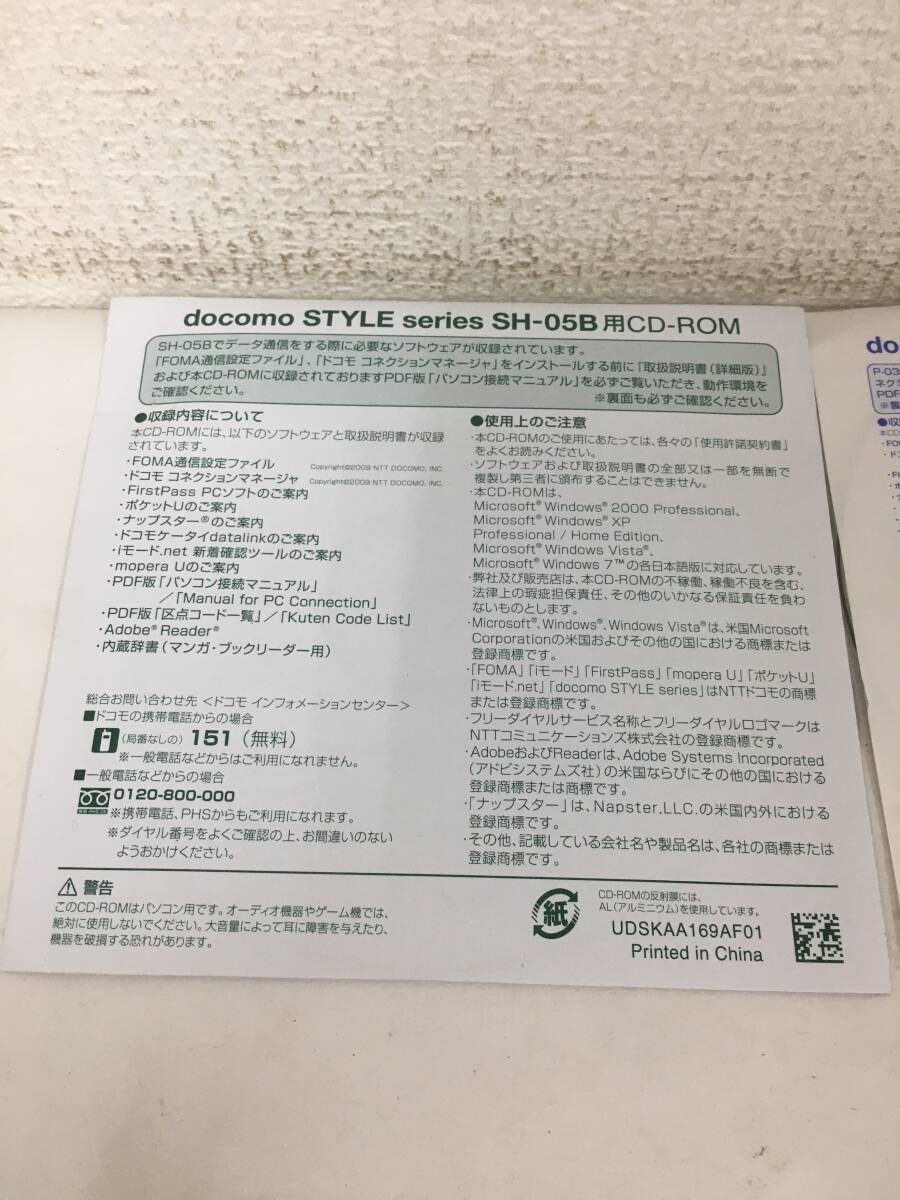 docomo STYLE series SH-05B用CD-ROM
SH-05Bでデータ通信をする際に必要なソフトウェアが収録されています。
「FOMA通信設定ファイル」、「ドコモ コネクションマネージャ」をインストールする前に『取扱説明書（詳細版）』
および本CD-ROMに収録されておりますPDF版「パソコン接続マニュアル」を必ずご覧いただき、動作環境を
ご確認ください。
※裏面も必ずご確認ください。
●収録内容について
本CD-ROMには、以下のソフトウェアと取扱説明書が収録
されています。
・FOMA通信設定ファイル Copyright©2009 NTT DOCOMO, INC.
・ドコモ コネクションマネージャ Copyright©2009 NTT DOCOMO, INC.
・FirstPass PCソフトのご案内
・ポケットUのご案内
・ナップスター®のご案内
・ドコモケータイdatalinkのご案内
・iモード.net 新着確認ツールのご案内
・mopera Uのご案内
・PDF版「パソコン接続マニュアル」
／「Manual for PC Connection」
・PDF版「区点コード一覧」／「Kuten Code List」
・Adobe® Reader®
・内蔵辞書（マンガ・ブックリーダー用）
総合お問い合わせ先 ＜ドコモ インフォメーションセンター＞
■ドコモの携帯電話からの場合
（局番なしの）151（無料）
※一般電話などからはご利用になれません。
■一般電話などからの場合
0120-800-000
※携帯電話、PHSからもご利用になれます。
※ダイヤル番号をよくご確認の上、お間違いのない
ようおかけください。
●使用上のご注意
・本CD-ROMのご使用にあたっては、各々の「使用許諾契約書」
をよくお読みください。
・ソフトウェアおよび取扱説明書の全部又は一部を無断で
複製し第三者に頒布することはできません。
・本CD-ROMは、
Microsoft® Windows® 2000 Professional、
Microsoft® Windows® XP
Professional / Home Edition、
Microsoft® Windows Vista®、
Microsoft® Windows 7™の各日本語版に対応しています。
・弊社及び販売店は、本CD-ROMの不稼働、稼働不良を含む、
法律上の瑕疵担保責任、その他のいかなる保証責任を負わ
ないものとします。
・Microsoft®、Windows®、Windows Vista®は、米国Microsoft
Corporationの米国およびその他の国における商標または
登録商標です。
・「FOMA」「iモード」「FirstPass」「mopera U」「ポケットU」
「iモード.net」「docomo STYLE series」はNTTドコモの商標
または登録商標です。
・フリーダイヤルサービス名称とフリーダイヤルロゴマークは
NTTコミュニケーションズ株式会社の登録商標です。
・AdobeおよびReaderは、Adobe Systems Incorporated
（アドビシステムズ社）の米国ならびにその他の国における
登録商標または商標です。
・「ナップスター」は、Napster,LLC.の米国内外における
登録商標です。
・その他、記載している会社名や製品名は、各社の商標または
登録商標です。
⚠ 警告
このCD-ROMはパソコン用です。オーディオ機器やゲーム機では、
絶対に使用しないでください。大音量によって耳に障害を与えたり、
機器を破損する恐れがあります。
紙
CD-ROMの反射膜には、
AL（アルミニウム）を使用しています。
UDSKAA169AF01
Printed in China
do
P-03
PDF